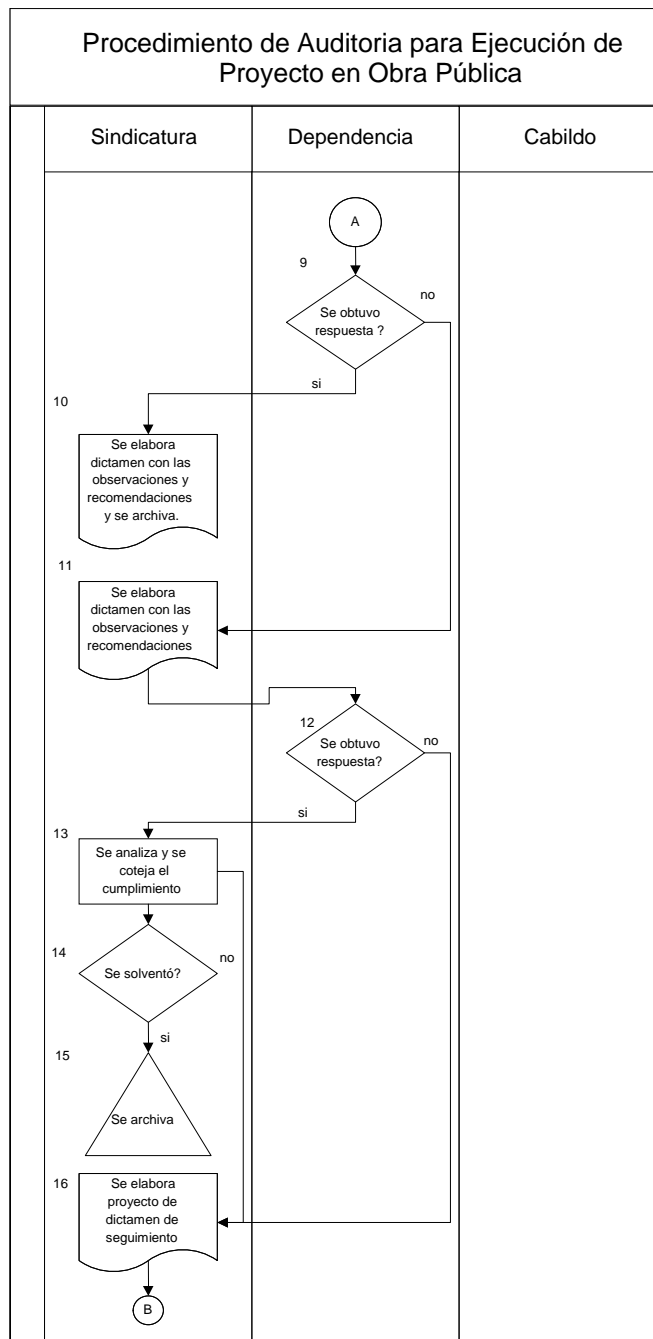 Procedimiento de Auditoria para Ejecución de
Proyecto en Obra Pública
Sindicatura
Dependencia
Cabildo
A
9
no
Se obtuvo
respuesta ?
si
10
Se elabora
dictamen con las
observaciones y
recomendaciones
y se archiva.
11
Se elabora
dictamen con las
observaciones y
recomendaciones
12
no
Se obtuvo
respuesta?
si
13
Se analiza y se
coteja el
cumplimiento
14
no
Se solventó?
si
15
Se archiva
16
Se elabora
proyecto de
dictamen de
seguimiento
B